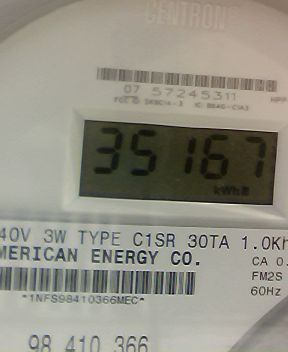 CENTRON
07 57245311
35167
kWh
40V 3W TYPE C1SR 30TA 1.0Kh
MERICAN ENERGY CO.
CA 0.
FM2S
60Hz
*1NFS98410366MEC*
98 410 366